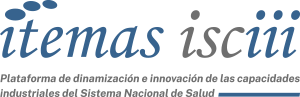 itemas isciii
Plataforma de dinamización e innovación de las capacidades
industriales del Sistema Nacional de Salud